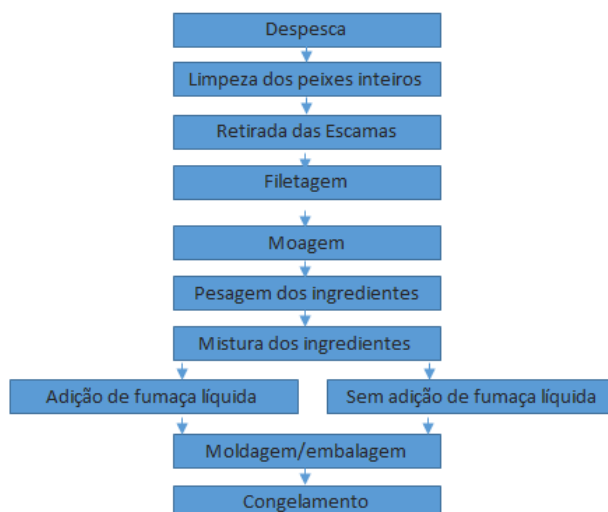 Despesca
Limpeza dos peixes inteiros
Retirada das Escamas
Filetagem
Moagem
Pesagem dos ingredientes
Mistura dos ingredientes
Adição de fumaça líquida
Sem adição de fumaça líquida
Moldagem/embalagem
Congelamento